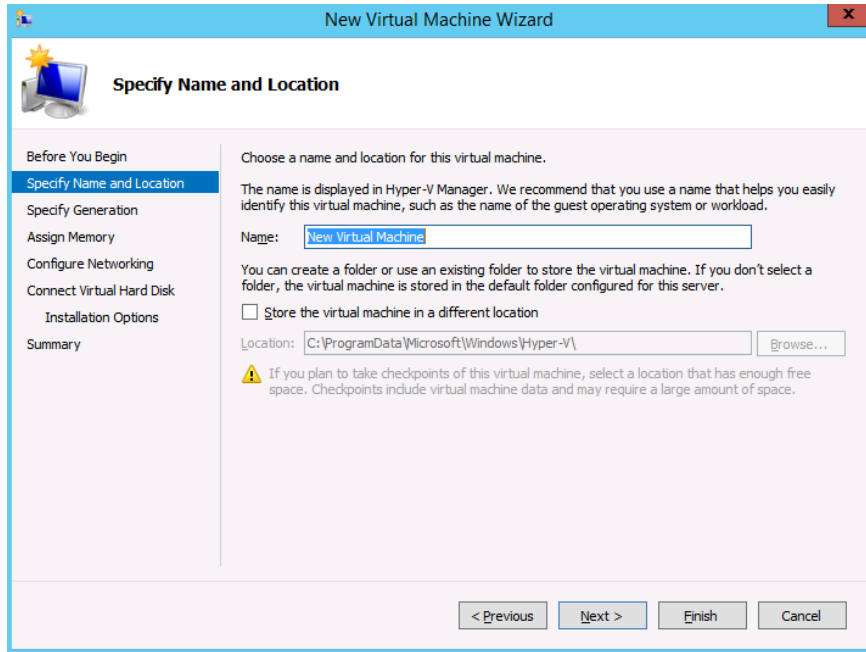 New Virtual Machine Wizard
x
Specify Name and Location
Before You Begin
Specify Name and Location
Specify Generation
Assign Memory
Configure Networking
Connect Virtual Hard Disk
Installation Options
Summary
Choose a name and location for this virtual machine.
The name is displayed in Hyper-V Manager. We recommend that you use a name that helps you easily
identify this virtual machine, such as the name of the guest operating system or workload.
Name: New Virtual Machine
You can create a folder or use an existing folder to store the virtual machine. If you don't select a
folder, the virtual machine is stored in the default folder configured for this server.
Store the virtual machine in a different location
Location: C:\ProgramData\Microsoft\Windows\Hyper-V\ Browse...
If you plan to take checkpoints of this virtual machine, select a location that has enough free
space. Checkpoints include virtual machine data and may require a large amount of space.
< Previous Next > Finish Cancel